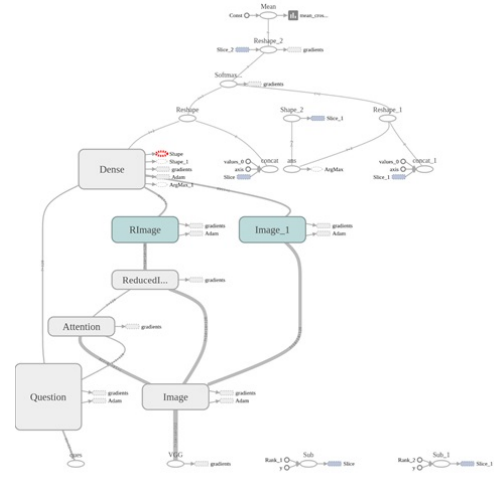 Mean
Const
mean_cros...
Reshape_2
Slice_2
gradients
Softmax...
gradients
Reshape
Shape_2
Reshape_1
Slice_1
Dense
Shape
Shape_1
gradients
Adam
ArgMax_3
values_0
axis
Slice
concat
ans
ArgMax
values_0
axis
Slice_1
concat_1
RImage
gradients
Adam
Image_1
gradients
Adam
ReducedI...
gradients
Attention
gradients
Question
gradients
Adam
Image
gradients
Adam
ques
VGG
gradients
Rank_1
y
Sub
Slice
Rank_2
y
Sub_1
Slice_1